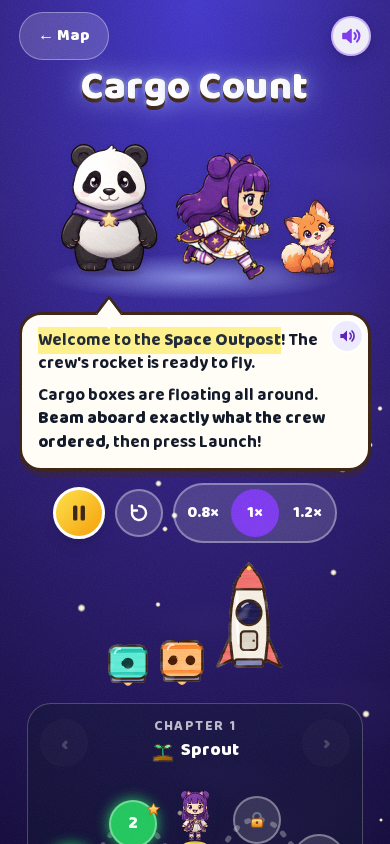 ← Map
Cargo Count
Welcome to the Space Outpost! The
crew's rocket is ready to fly.
Cargo boxes are floating all around.
Beam aboard exactly what the crew
ordered, then press Launch!
0.8× 1× 1.2×
CHAPTER 1
Sprout
2